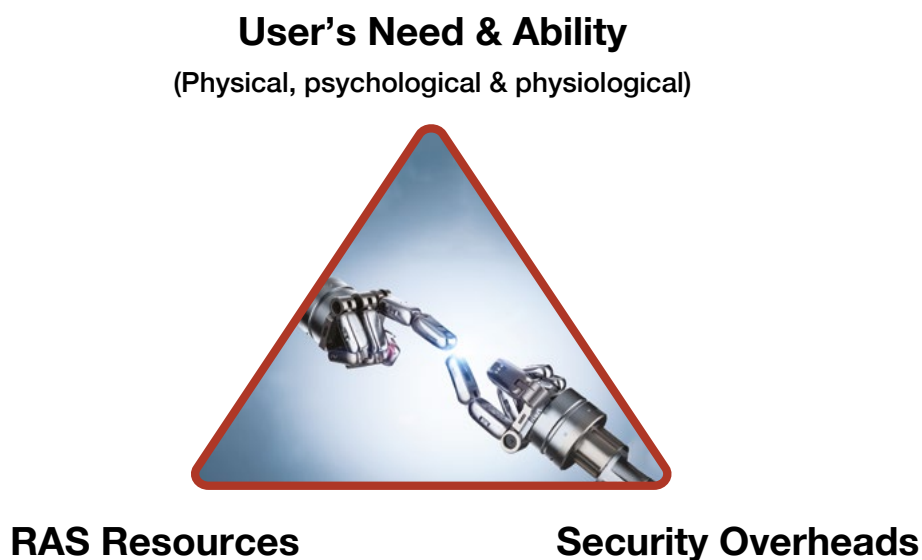 User’s Need & Ability
(Physical, psychological & physiological)
RAS Resources
Security Overheads